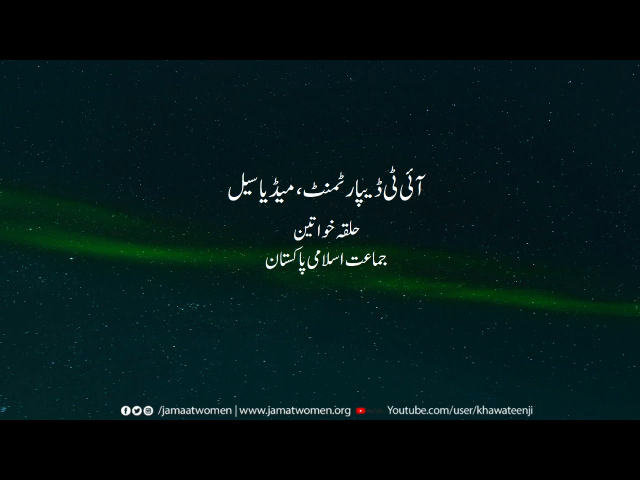 آئی ٹی ڈیپارٹمنٹ، میڈیا سیل
حلقہ خواتین
جماعت اسلامی پاکستان
/jamaatwomen | www.jamatwomen.org Youtube.com/user/khawateenji